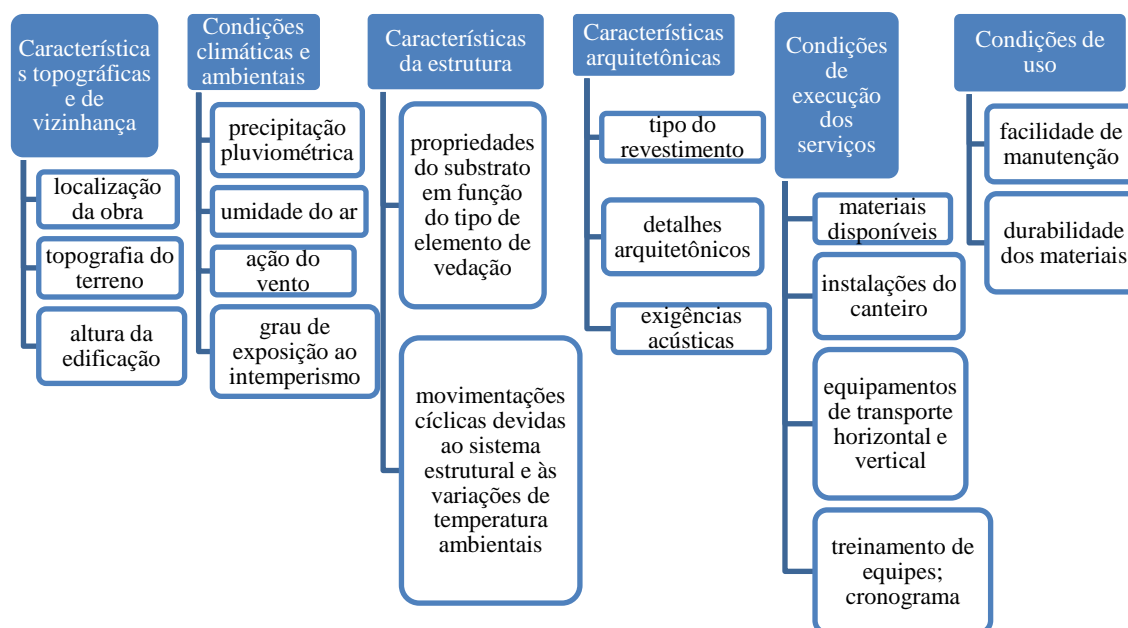 Característica
s topográficas
e de
vizinhança
localização
da obra
topografia do
terreno
altura da
edificação
Condições
climáticas e
ambientais
precipitação
pluviométrica
umidade do ar
ação do
vento
grau de
exposição ao
intemperismo
Características
da estrutura
propriedades
do substrato
em função
do tipo de
elemento de
vedação
movimentações
cíclicas devidas
ao sistema
estrutural e às
variações de
temperatura
ambientais
Características
arquitetônicas
tipo do
revestimento
detalhes
arquitetônicos
exigências
acústicas
Condições
de
execução
dos
serviços
materiais
disponíveis
instalações do
canteiro
equipamentos
de transporte
horizontal e
vertical
treinamento de
equipes;
cronograma
Condições de
uso
facilidade de
manutenção
durabilidade
dos materiais